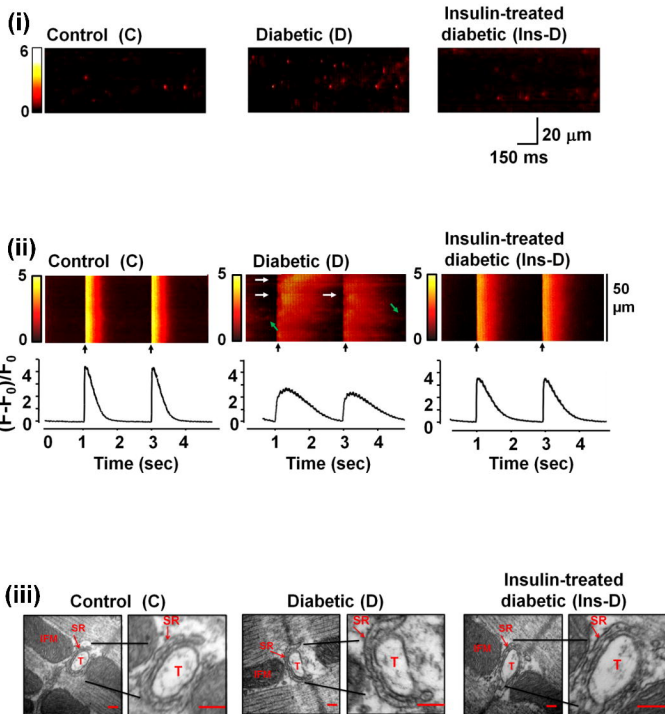 (i)
Control (C)
Diabetic (D)
Insulin-treated
diabetic (Ins-D)
6
0
20 μm
150 ms
(ii)
Control (C)
Diabetic (D)
Insulin-treated
diabetic (Ins-D)
5
0
5
0
5
0
50
μm
(F-F0)/F0
4
2
0
4
2
0
4
2
0
0 1 2 3 4
1 2 3 4
1 2 3 4
Time (sec)
Time (sec)
Time (sec)
(iii)
Control (C)
Diabetic (D)
Insulin-treated
diabetic (Ins-D)
IFM
SR
T
SR
T
IFM
SR
T
SR
T
IFM
SR
T
SR
T